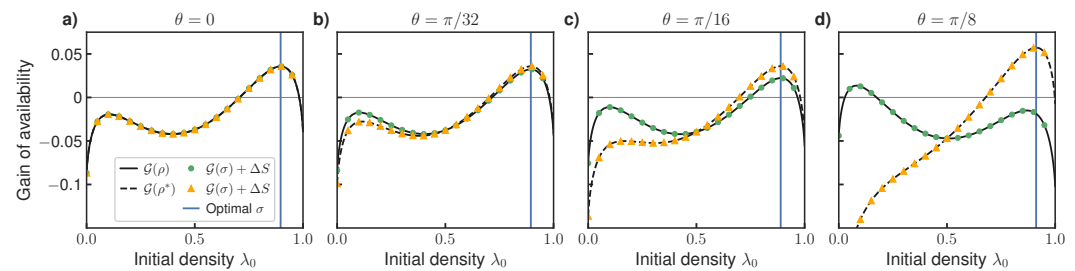 a) θ = 0
b) θ = π/32
c) θ = π/16
d) θ = π/8
Gain of availability
0.05
0
−0.05
−0.1
𝒢(ρ)
𝒢(ρ*)
𝒢(σ) + ΔS
𝒢(σ) + ΔS
Optimal σ
0.0 0.5 1.0
0.0 0.5 1.0
0.0 0.5 1.0
0.0 0.5 1.0
Initial density λ₀
Initial density λ₀
Initial density λ₀
Initial density λ₀